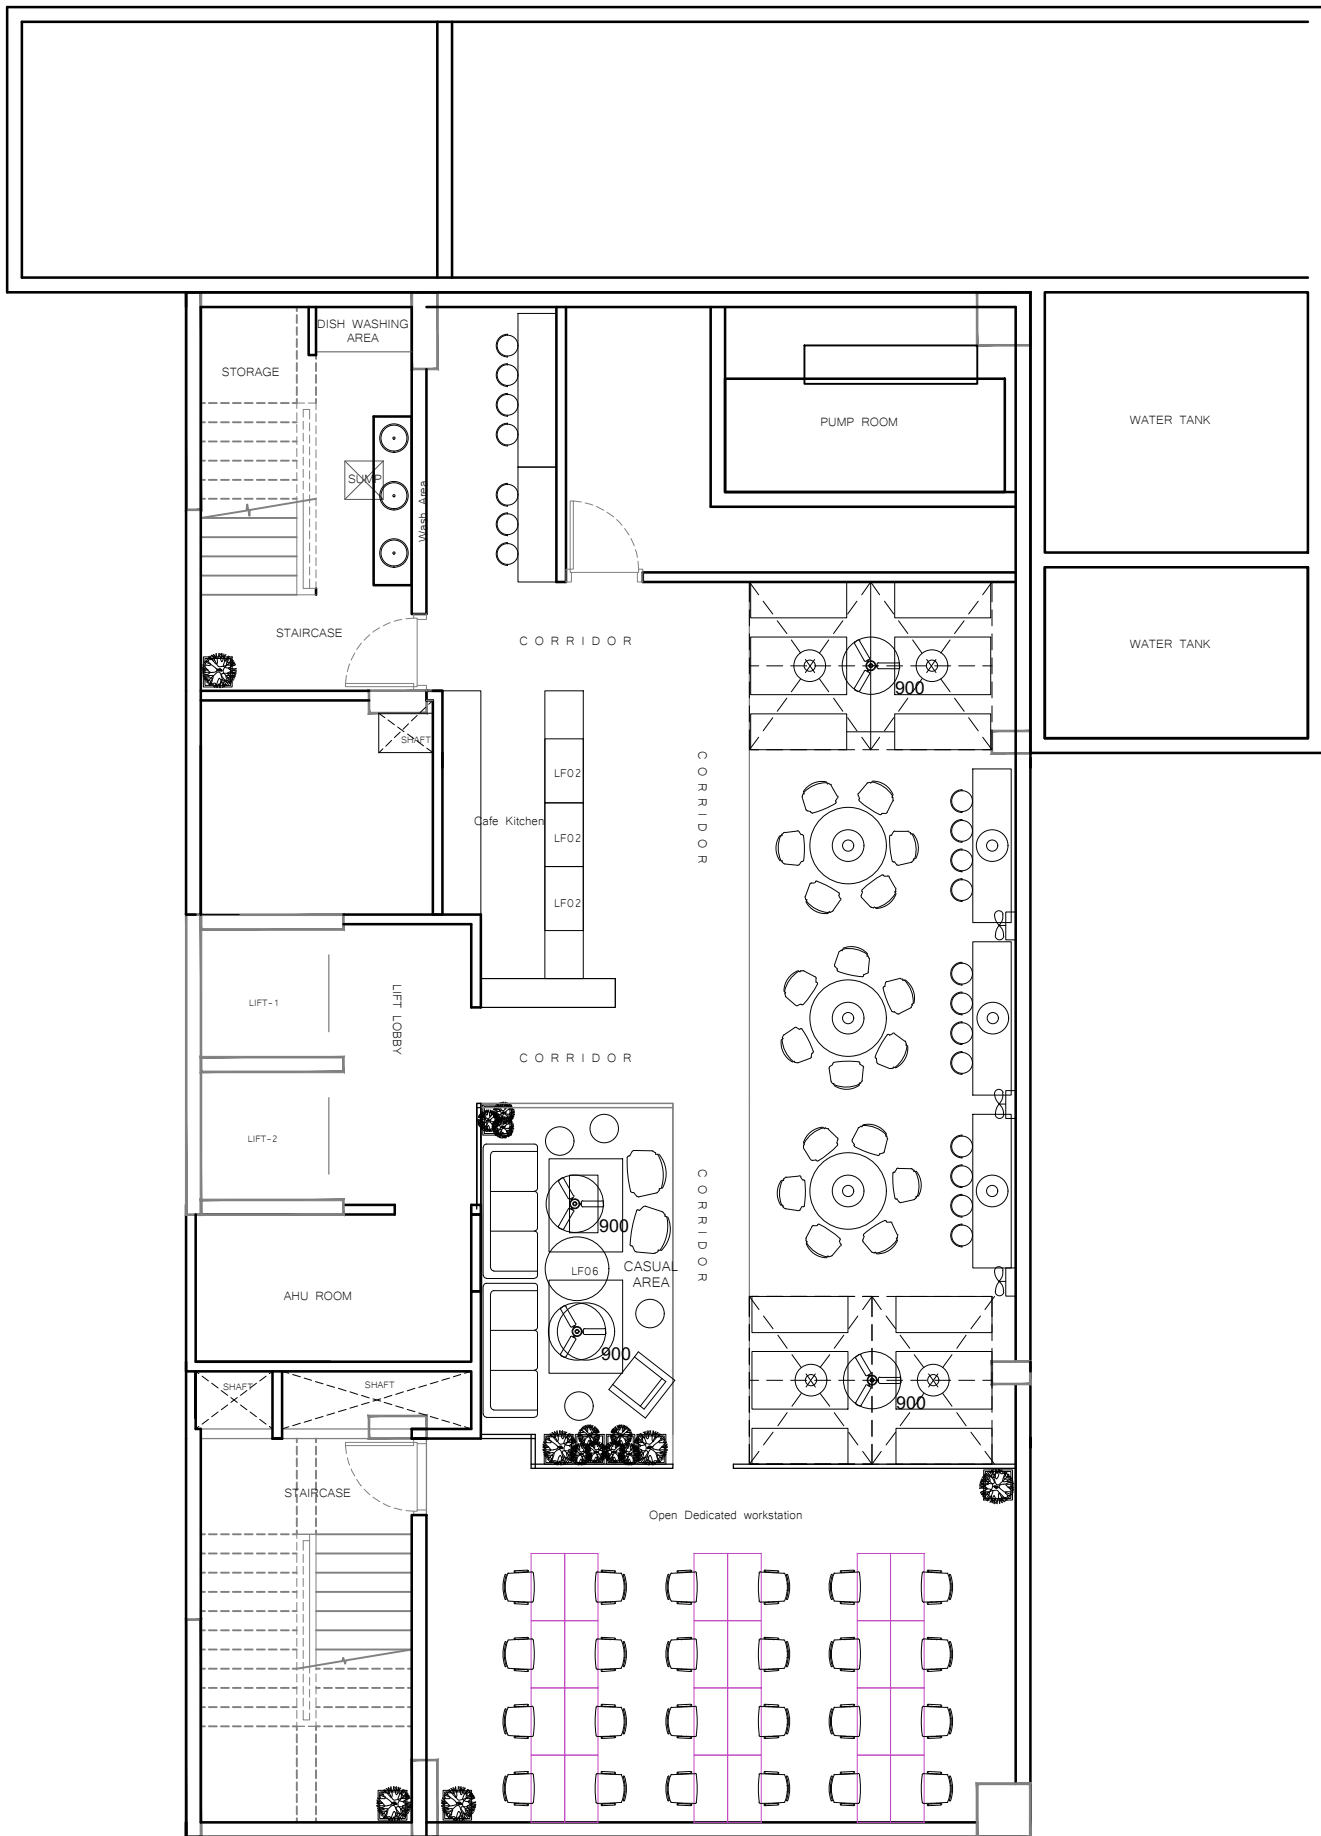 DISH WASHING
AREA
STORAGE
PUMP ROOM
WATER TANK
SUMP
Wash Area
STAIRCASE
CORRIDOR
WATER TANK
900
SHAFT
CORRIDOR
LF02
Cafe Kitchen
LF02
LF02
LIFT-1
LIFT LOBBY
CORRIDOR
LIFT-2
CORRIDOR
900
LF06
CASUAL
AREA
AHU ROOM
900
SHAFT
SHAFT
900
STAIRCASE
Open Dedicated workstation